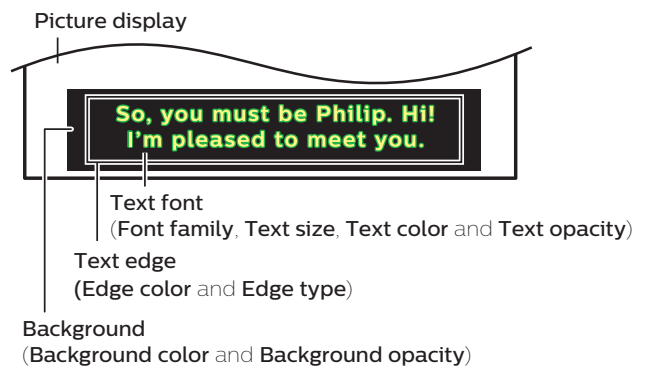 Picture display
So, you must be Philip. Hi!
I'm pleased to meet you.
Text font
(Font family, Text size, Text color and Text opacity)
Text edge
(Edge color and Edge type)
Background
(Background color and Background opacity)